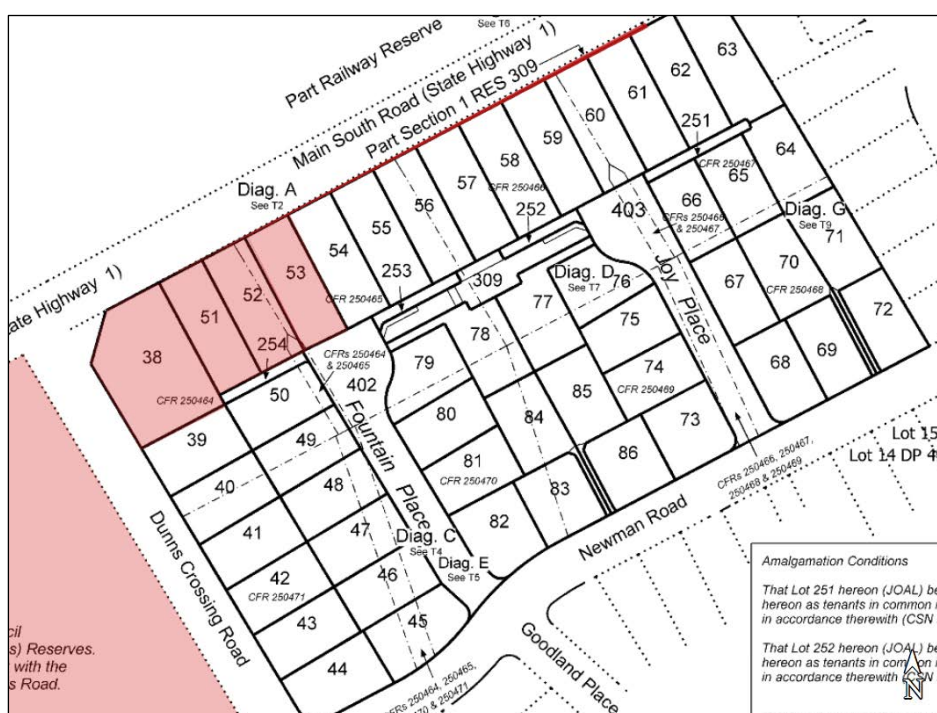 Part Railway Reserve
See T6
Main South Road (State Highway 1)
Part Section 1 RES 309
63
62
61
60
59
58
57
56
55
54
53
52
51
38
Diag. A
See T2
251
CFR 250467
64
65
66
CFR 250466
252
403
CFRs 250466
& 250467
Diag. G
See T9
71
253
CFR 250465
309
Diag. D
See T7
76
77
70
CFR 250468
67
72
254
CFR 250464
CFRs 250464
& 250465
50
402
79
78
75
Joy Place
39
49
80
84
85
74
CFR 250469
68
69
40
48
81
CFR 250470
73
86
83
82
41
47
Fountain Place
42
CFR 250471
46
Diag. C
See T4
Diag. E
See T5
43
45
44
Dunns Crossing Road
Newman Road
Goodland Place
CFRs 250466, 250467,
250468 & 250469
CFRs 250464, 250465,
& 250471
Lot 15
Lot 14 DP
Highway 1)
s) Reserves.
with the
s Road.
Amalgamation Conditions
That Lot 251 hereon (JOAL) be
hereon as tenants in common
in accordance therewith (CSN
That Lot 252 hereon (JOAL) be
hereon as tenants in common
in accordance therewith (CSN
N